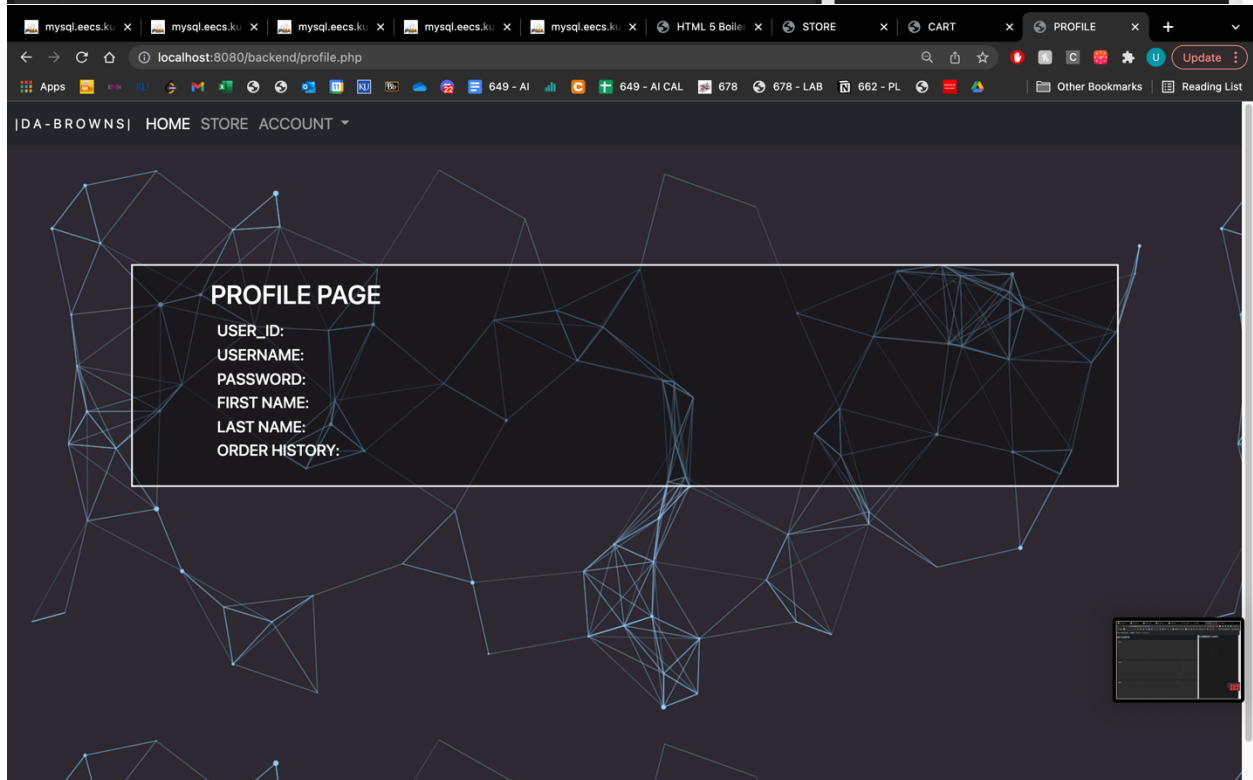 mysql.eecs.ku mysql.eecs.ku mysql.eecs.ku mysql.eecs.ku mysql.eecs.ku HTML 5 Boiler STORE CART PROFILE
localhost:8080/backend/profile.php Update
Apps KU 649 - AI 649 - AI CAL 678 678 - LAB 662 - PL Other Bookmarks Reading List
|DA-BROWNS| HOME STORE ACCOUNT
PROFILE PAGE
USER_ID:
USERNAME:
PASSWORD:
FIRST NAME:
LAST NAME:
ORDER HISTORY: